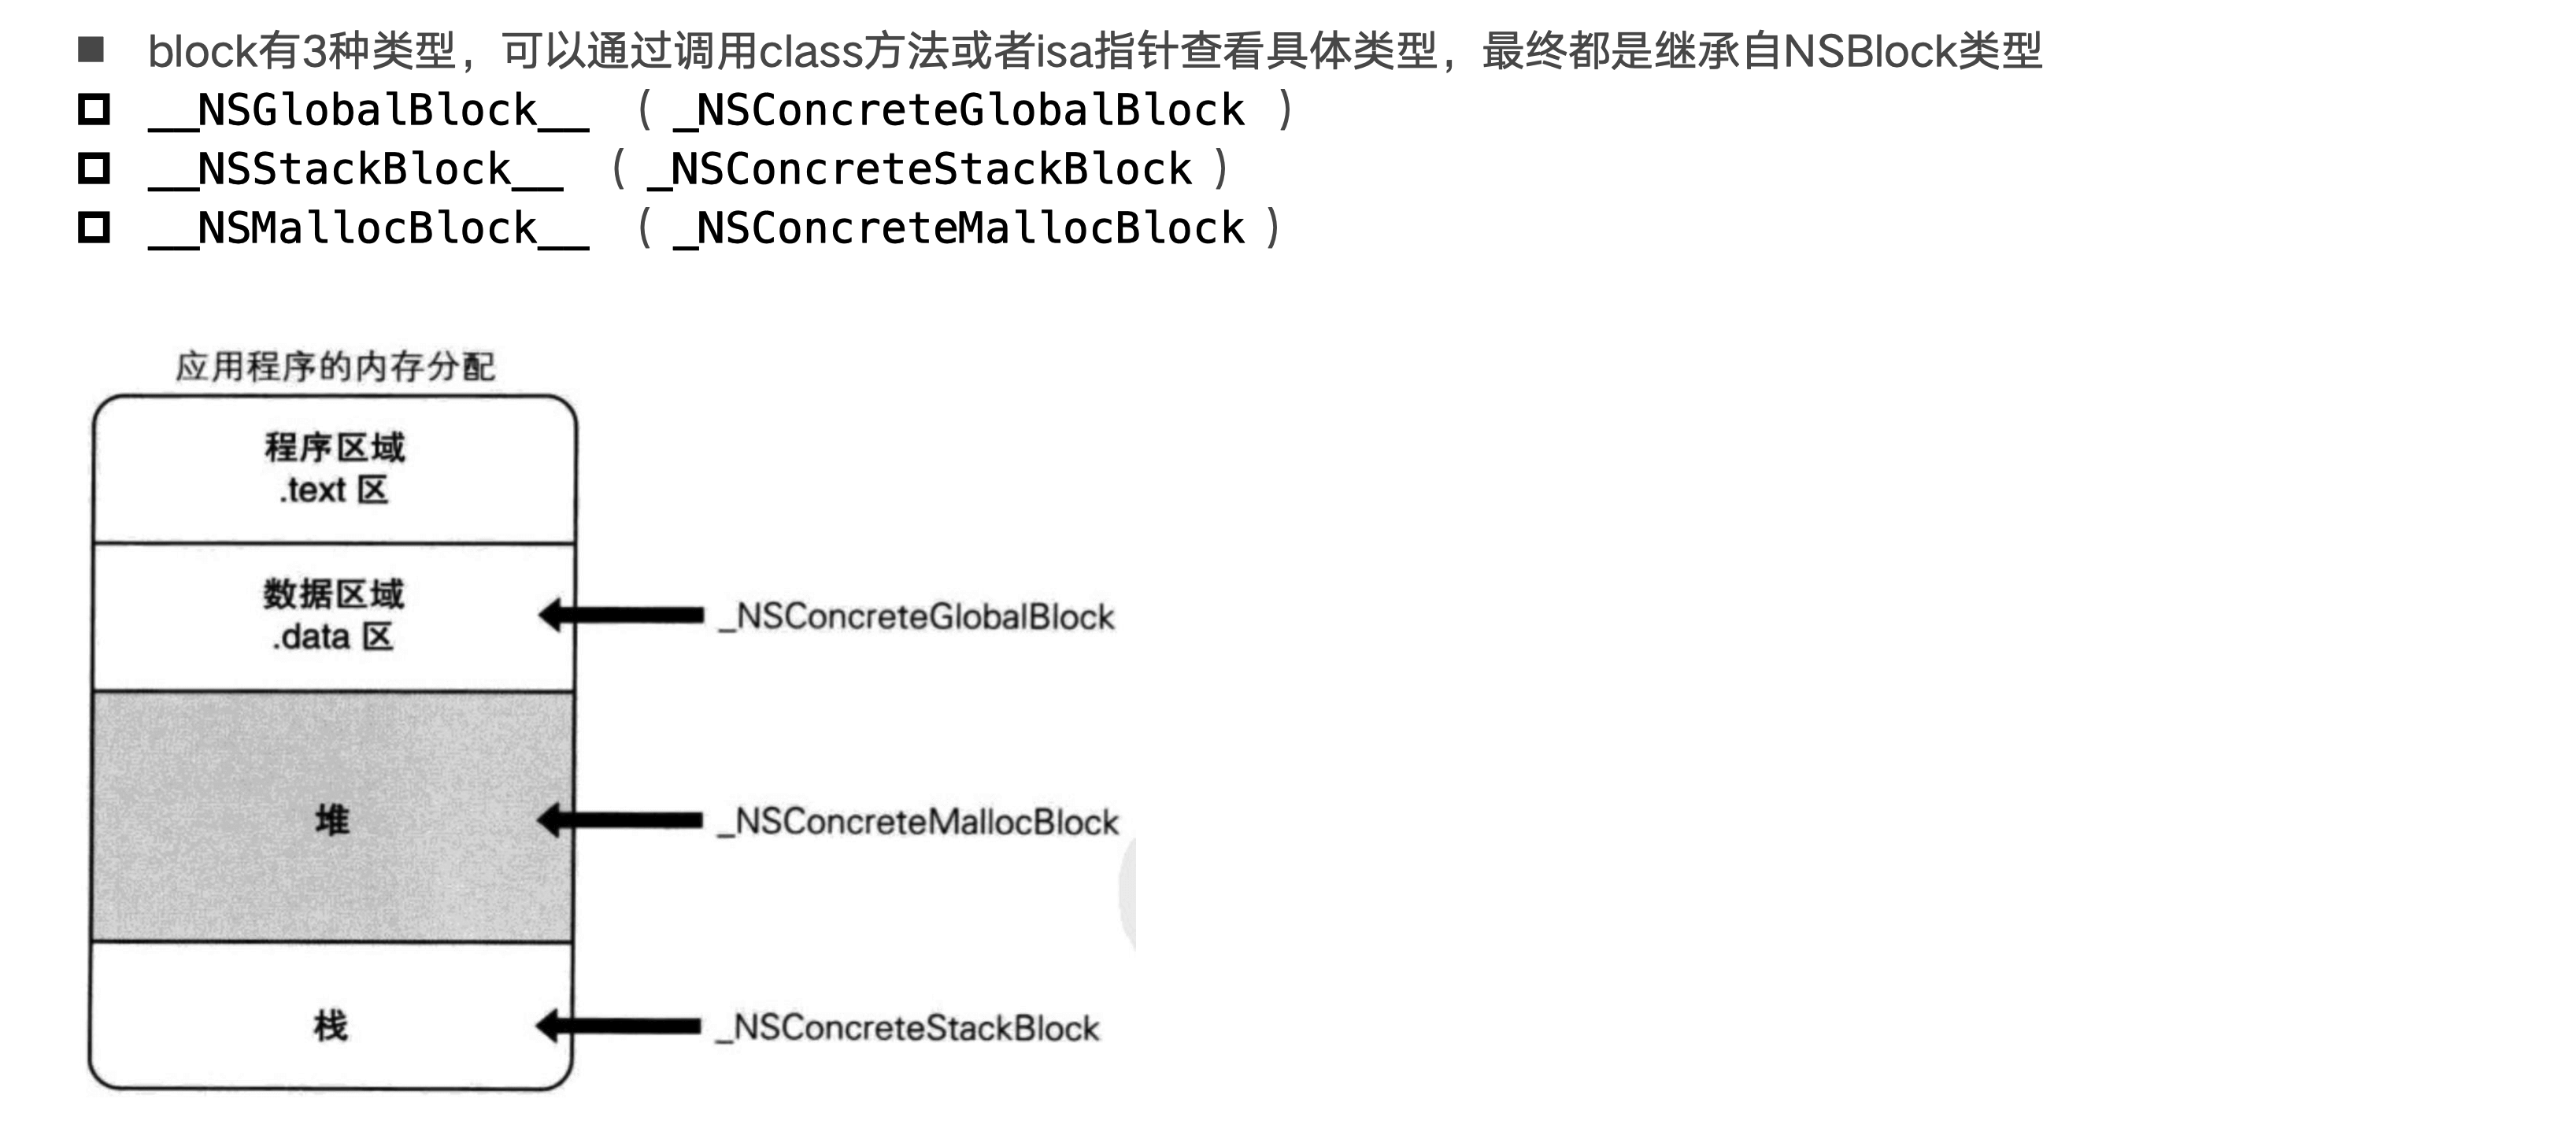 block有3种类型，可以通过调用class方法或者isa指针查看具体类型，最终都是继承自NSBlock类型
__NSGlobalBlock__ （ _NSConcreteGlobalBlock ）
__NSStackBlock__ （ _NSConcreteStackBlock ）
__NSMallocBlock__ （ _NSConcreteMallocBlock ）
应用程序的内存分配
程序区域
.text 区
数据区域
.data 区
_NSConcreteGlobalBlock
堆
_NSConcreteMallocBlock
栈
_NSConcreteStackBlock